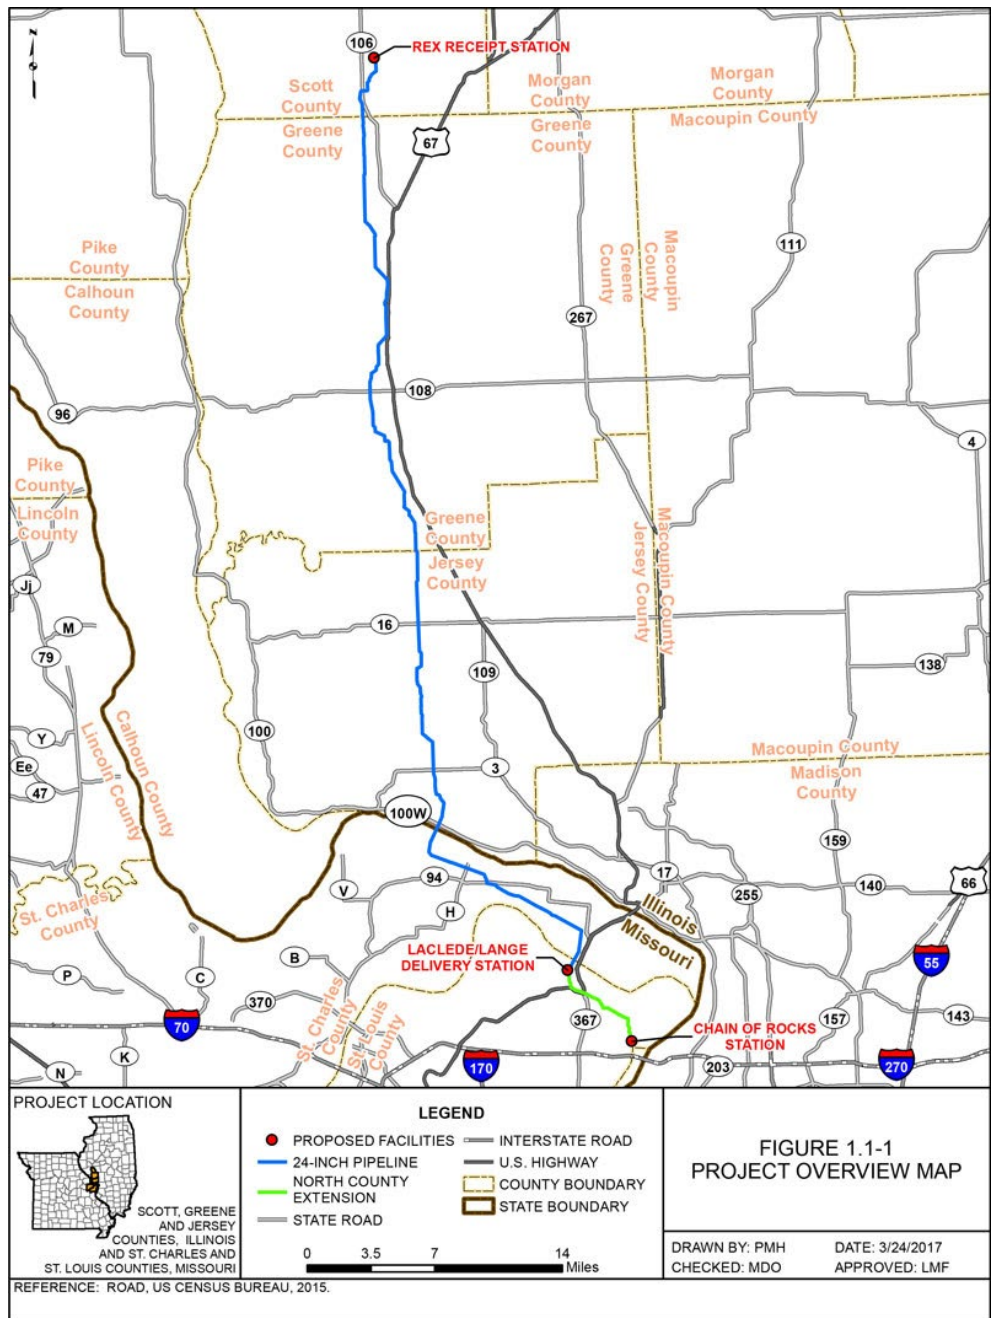 N
106
REX RECEIPT STATION
Scott
County
Greene
County
Morgan
County
Greene
County
Morgan
County
Macoupin County
67
Pike
County
Calhoun
County
Macoupin
County
Greene
County
111
267
108
96
4
Pike
County
Lincoln
County
Greene
County
Jersey
County
Macoupin County
Jersey County
Jj
M
79
16
109
138
Calhoun County
Lincoln County
100
Y
Ee
47
3
Macoupin County
Madison
County
100W
159
V
94
H
17
255
140
66
St. Charles
County
Illinois
Missouri
LACLEDE/LANGE
DELIVERY STATION
B
P
C
370
55
St. Charles
County
St. Louis
County
367
157
143
70
K
N
170
CHAIN OF ROCKS
STATION
203
270
PROJECT LOCATION
SCOTT, GREENE
AND JERSEY
COUNTIES, ILLINOIS
AND ST. CHARLES AND
ST. LOUIS COUNTIES, MISSOURI
LEGEND
PROPOSED FACILITIES
24-INCH PIPELINE
NORTH COUNTY
EXTENSION
STATE ROAD
INTERSTATE ROAD
U.S. HIGHWAY
COUNTY BOUNDARY
STATE BOUNDARY
0 3.5 7 14
Miles
FIGURE 1.1-1
PROJECT OVERVIEW MAP
DRAWN BY: PMH DATE: 3/24/2017
CHECKED: MDO APPROVED: LMF
REFERENCE: ROAD, US CENSUS BUREAU, 2015.